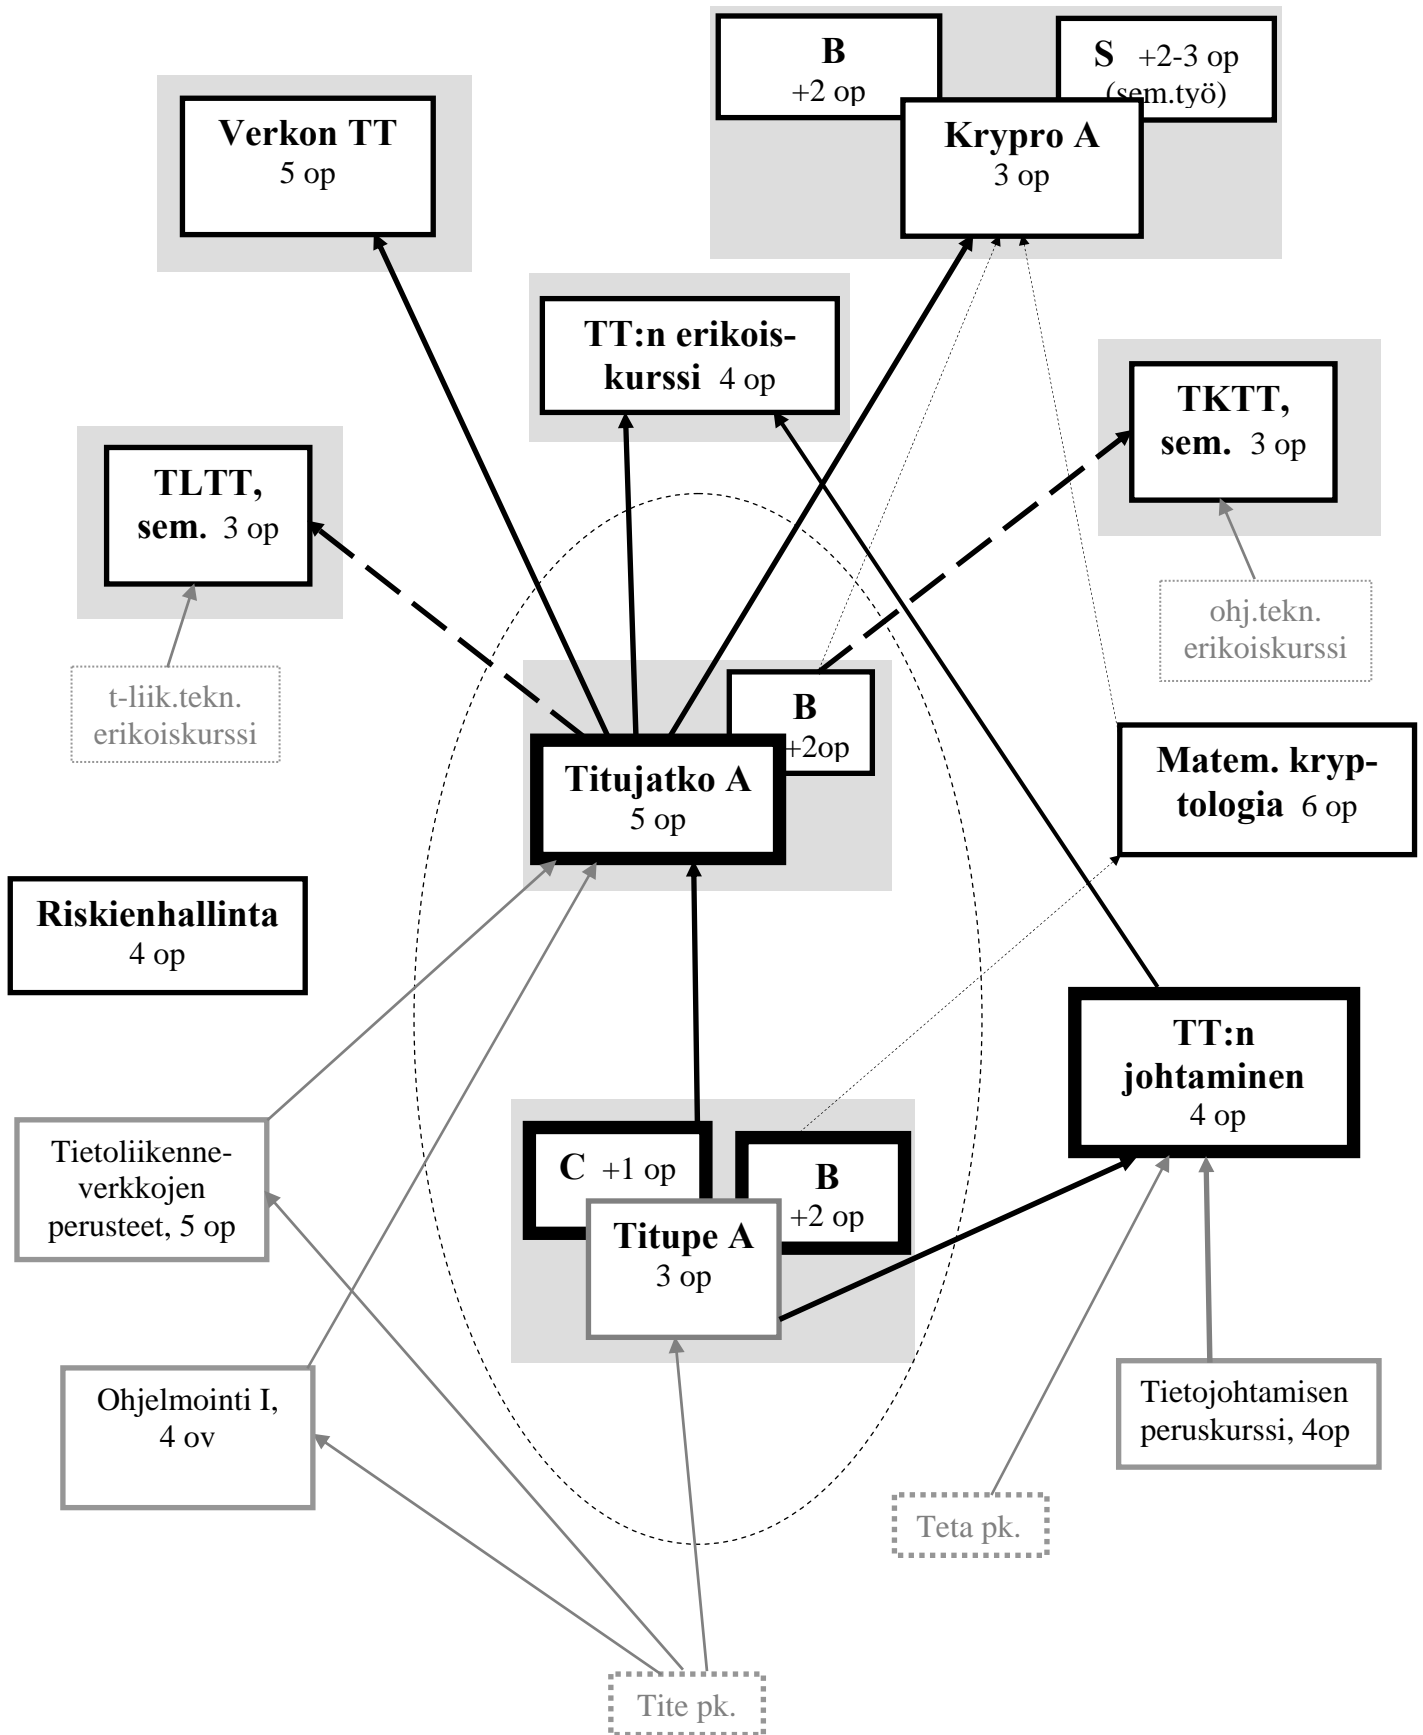 B
+2 op
S +2-3 op
(sem.työ)
Krypro A
3 op
Verkon TT
5 op
TT:n erikois-
kurssi 4 op
TKTT,
sem. 3 op
TLTT,
sem. 3 op
ohj.tekn.
erikoiskurssi
t-liik.tekn.
erikoiskurssi
B
+2op
Titujatko A
5 op
Matem. kryp-
tologia 6 op
Riskienhallinta
4 op
TT:n
johtaminen
4 op
Tietoliikenne-
verkkojen
perusteet, 5 op
C +1 op
B
+2 op
Titupe A
3 op
Ohjelmointi I,
4 ov
Tietojohtamisen
peruskurssi, 4op
Teta pk.
Tite pk.